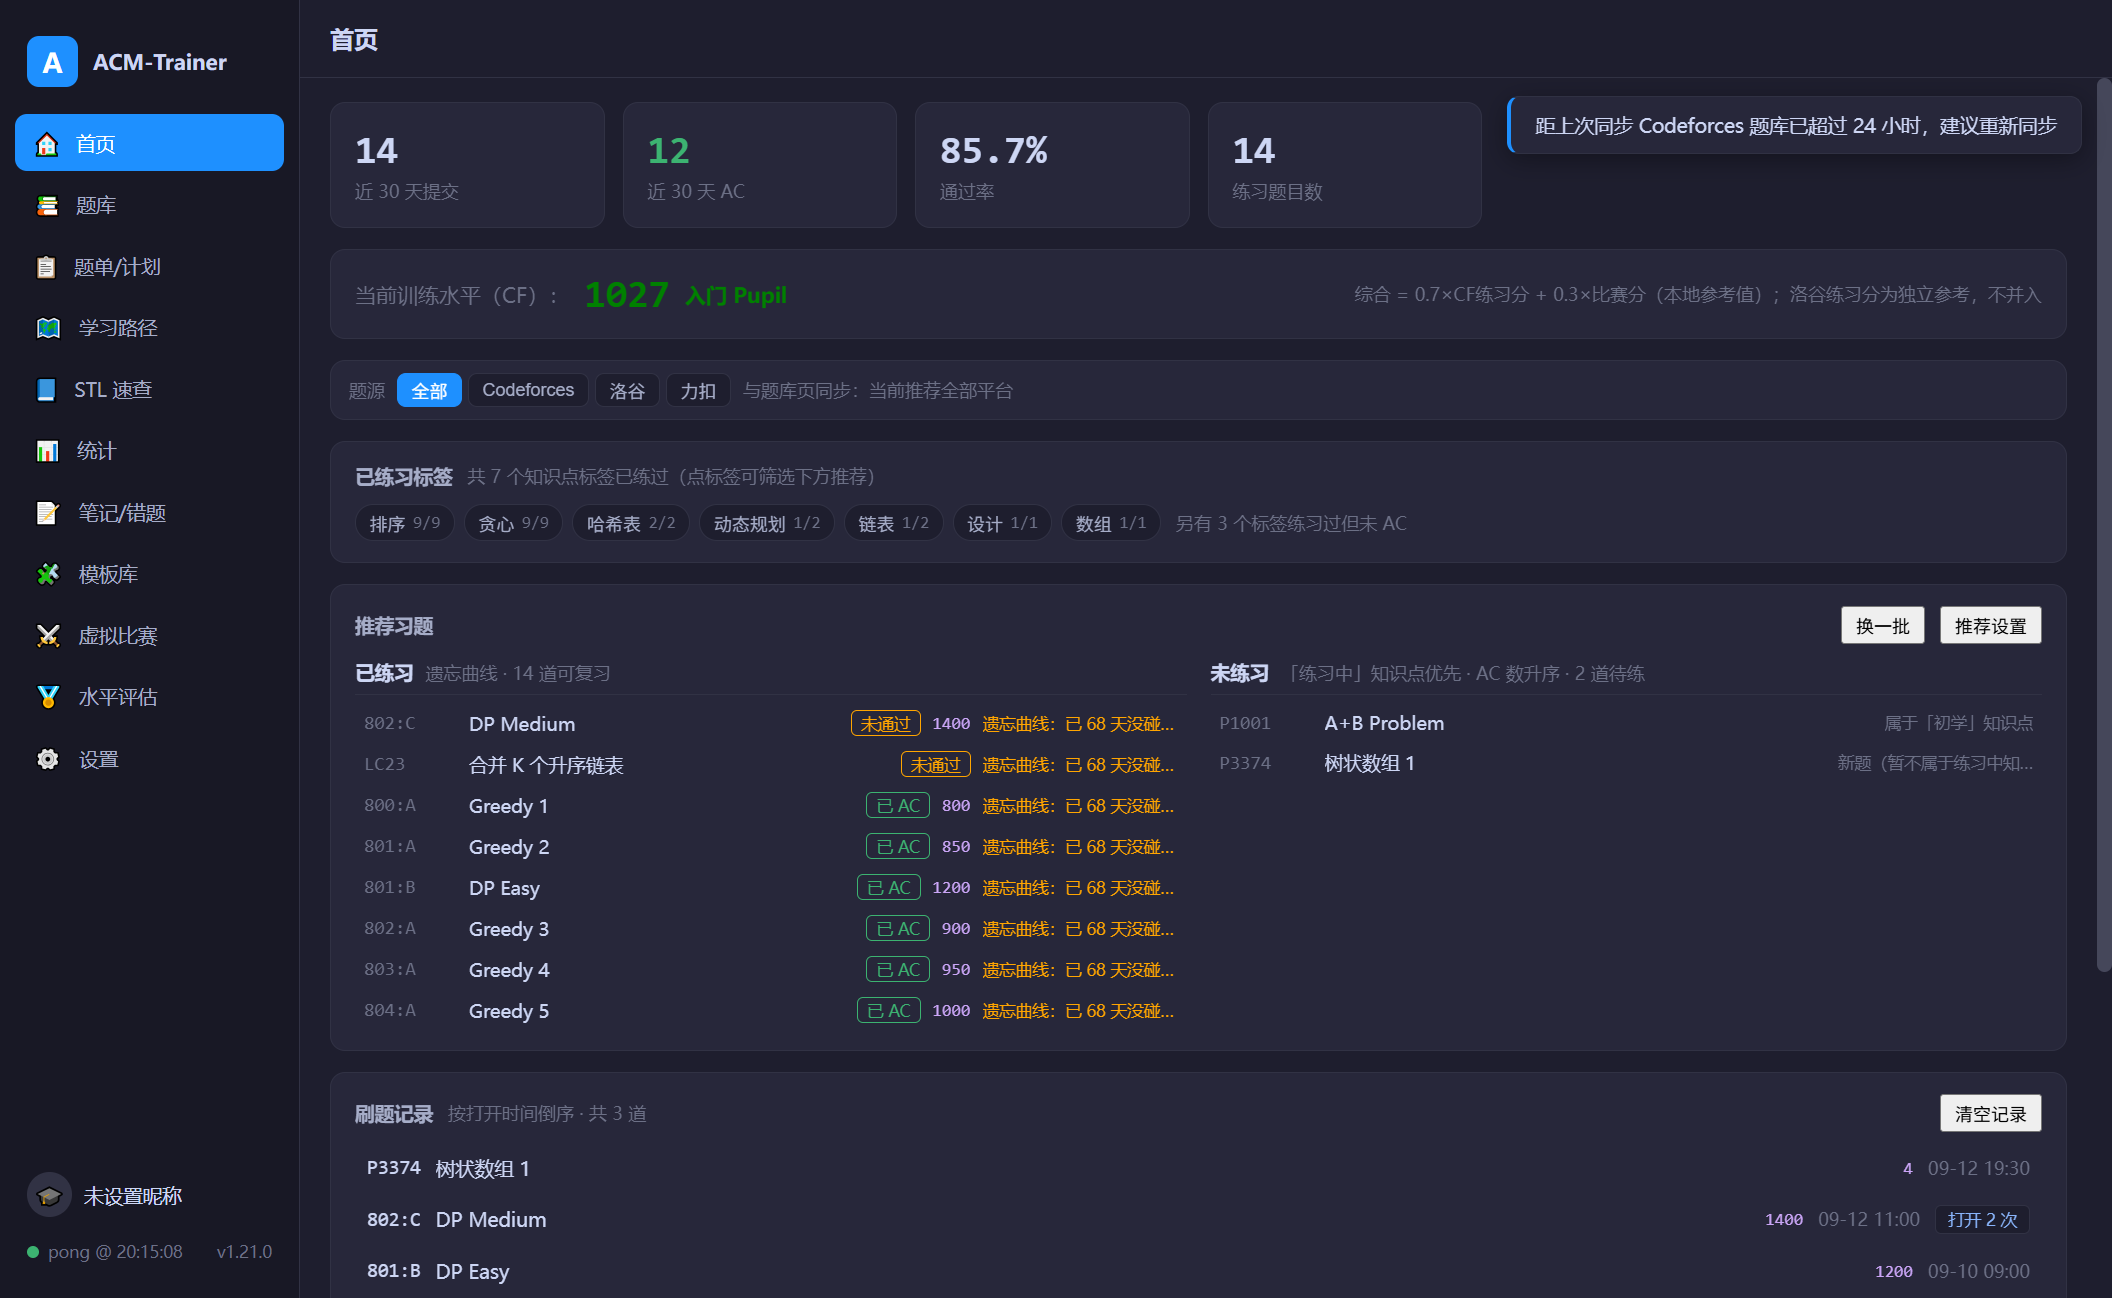 A ACM-Trainer
首页
题库
题单/计划
学习路径
STL 速查
统计
笔记/错题
模板库
虚拟比赛
水平评估
设置
未设置昵称
pong @ 20:15:08 v1.21.0
首页
距上次同步 Codeforces 题库已超过 24 小时，建议重新同步
14
近 30 天提交
12
近 30 天 AC
85.7%
通过率
14
练习题目数
当前训练水平（CF）： 1027 入门 Pupil 综合 = 0.7×CF练习分 + 0.3×比赛分（本地参考值）；洛谷练习分为独立参考，不并入
题源 全部 Codeforces 洛谷 力扣 与题库页同步：当前推荐全部平台
已练习标签 共 7 个知识点标签已练过（点标签可筛选下方推荐）
排序 9/9 贪心 9/9 哈希表 2/2 动态规划 1/2 链表 1/2 设计 1/1 数组 1/1 另有 3 个标签练习过但未 AC
推荐习题 换一批 推荐设置
已练习 遗忘曲线 · 14 道可复习
802:C DP Medium 未通过 1400 遗忘曲线：已 68 天没碰...
LC23 合并 K 个升序链表 未通过 遗忘曲线：已 68 天没碰...
800:A Greedy 1 已 AC 800 遗忘曲线：已 68 天没碰...
801:A Greedy 2 已 AC 850 遗忘曲线：已 68 天没碰...
801:B DP Easy 已 AC 1200 遗忘曲线：已 68 天没碰...
802:A Greedy 3 已 AC 900 遗忘曲线：已 68 天没碰...
803:A Greedy 4 已 AC 950 遗忘曲线：已 68 天没碰...
804:A Greedy 5 已 AC 1000 遗忘曲线：已 68 天没碰...
未练习 「练习中」知识点优先 · AC 数升序 · 2 道待练
P1001 A+B Problem 属于「初学」知识点
P3374 树状数组 1 新题（暂不属于练习中知...
刷题记录 按打开时间倒序 · 共 3 道 清空记录
P3374 树状数组 1 4 09-12 19:30
802:C DP Medium 1400 09-12 11:00 打开 2 次
801:B DP Easy 1200 09-10 09:00